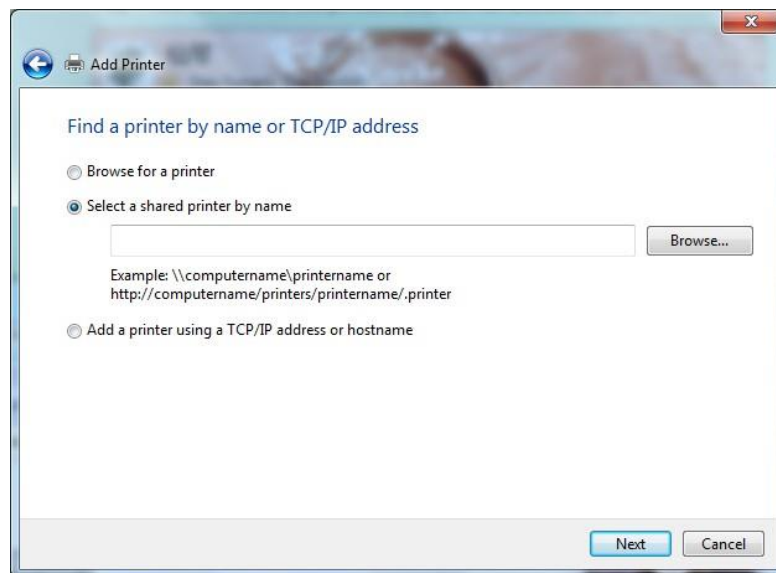 Add Printer
Find a printer by name or TCP/IP address
Browse for a printer
Select a shared printer by name
Browse...
Example: \\computername\printername or
http://computername/printers/printername/.printer
Add a printer using a TCP/IP address or hostname
Next
Cancel